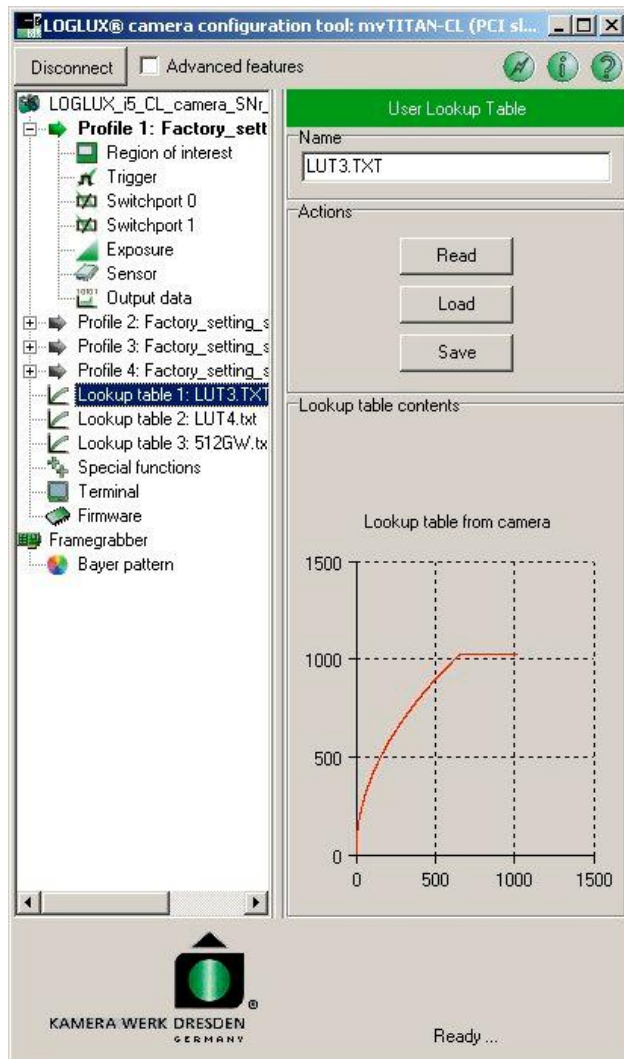 LOGLUX® camera configuration tool: mvTITAN-CL (PCI sl...
Disconnect
Advanced features
LOGLUX_i5_CL_camera_SNr_
Profile 1: Factory_sett
Region of interest
Trigger
Switchport 0
Switchport 1
Exposure
Sensor
Output data
Profile 2: Factory_setting_s
Profile 3: Factory_setting_s
Profile 4: Factory_setting_s
Lookup table 1: LUT3.TXT
Lookup table 2: LUT4.txt
Lookup table 3: 512GW.tx
Special functions
Terminal
Firmware
Framegrabber
Bayer pattern
User Lookup Table
Name
LUT3.TXT
Actions
Read
Load
Save
Lookup table contents
Lookup table from camera
1500
1000
500
0
0 500 1000 1500
KAMERA WERK DRESDEN ®
GERMANY
Ready ...